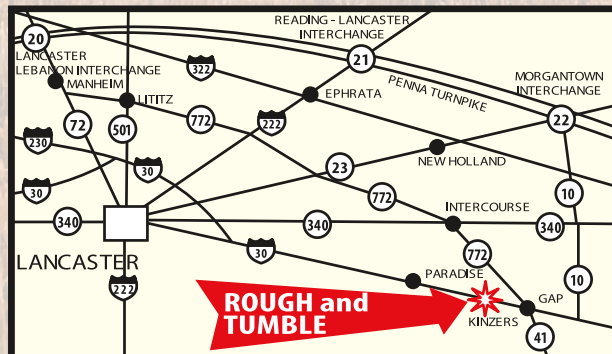 READING - LANCASTER
INTERCHANGE
20
21
LANCASTER
LEBANON INTERCHANGE
322
MORGANTOWN
INTERCHANGE
MANHEIM
PENNA TURNPIKE
EPHRATA
LITITZ
772
222
22
72
501
230
NEW HOLLAND
30
23
30
772
10
INTERCOURSE
340
340
340
772
30
LANCASTER
PARADISE
10
222
ROUGH and
TUMBLE
GAP
KINZERS
41